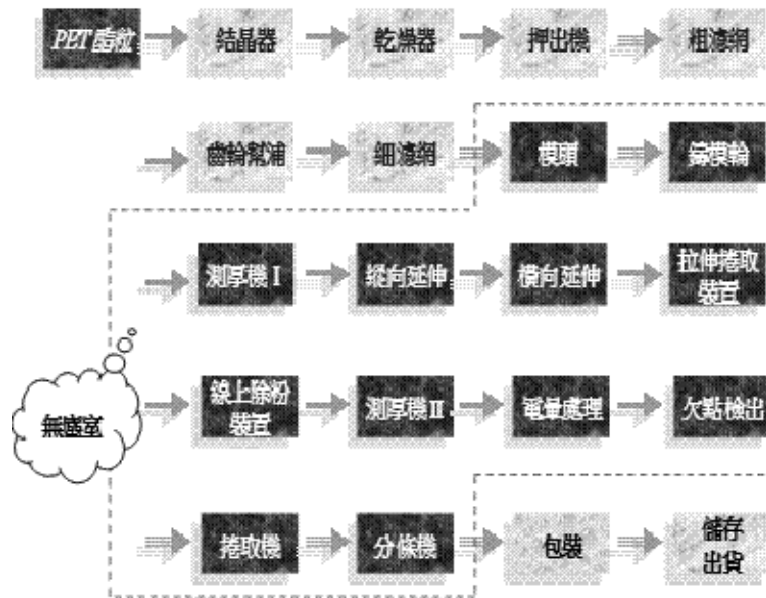 PET酯粒
結晶器
乾燥器
押出機
粗濾網
齒輪幫浦
細濾網
模頭
鑄模輪
測厚機 I
縱向延伸
橫向延伸
拉伸捲取
裝置
線上除粉
裝置
測厚機 II
電暈處理
欠點檢出
無塵室
捲取機
分條機
包裝
儲存
出貨